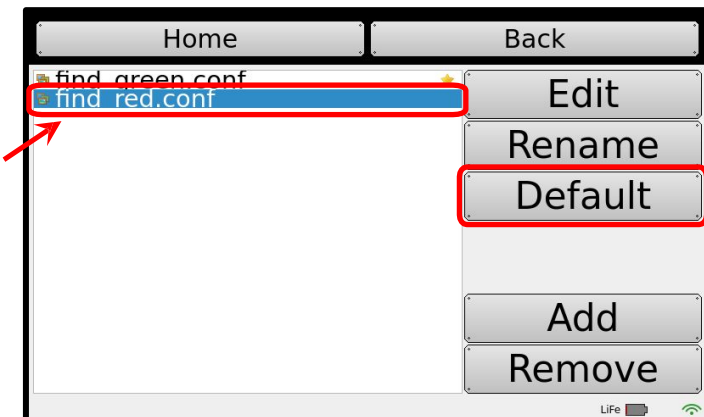 Home
Back
find_green.conf
find_red.conf
Edit
Rename
Default
Add
Remove
LiFe